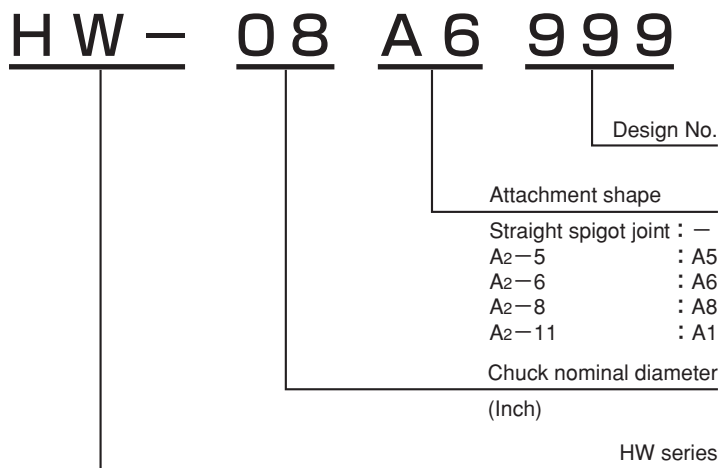 HW－ 08 A6 999
Design No.
Attachment shape
Straight spigot joint : －
A2－5 : A5
A2－6 : A6
A2－8 : A8
A2－11 : A1
Chuck nominal diameter
(Inch)
HW series